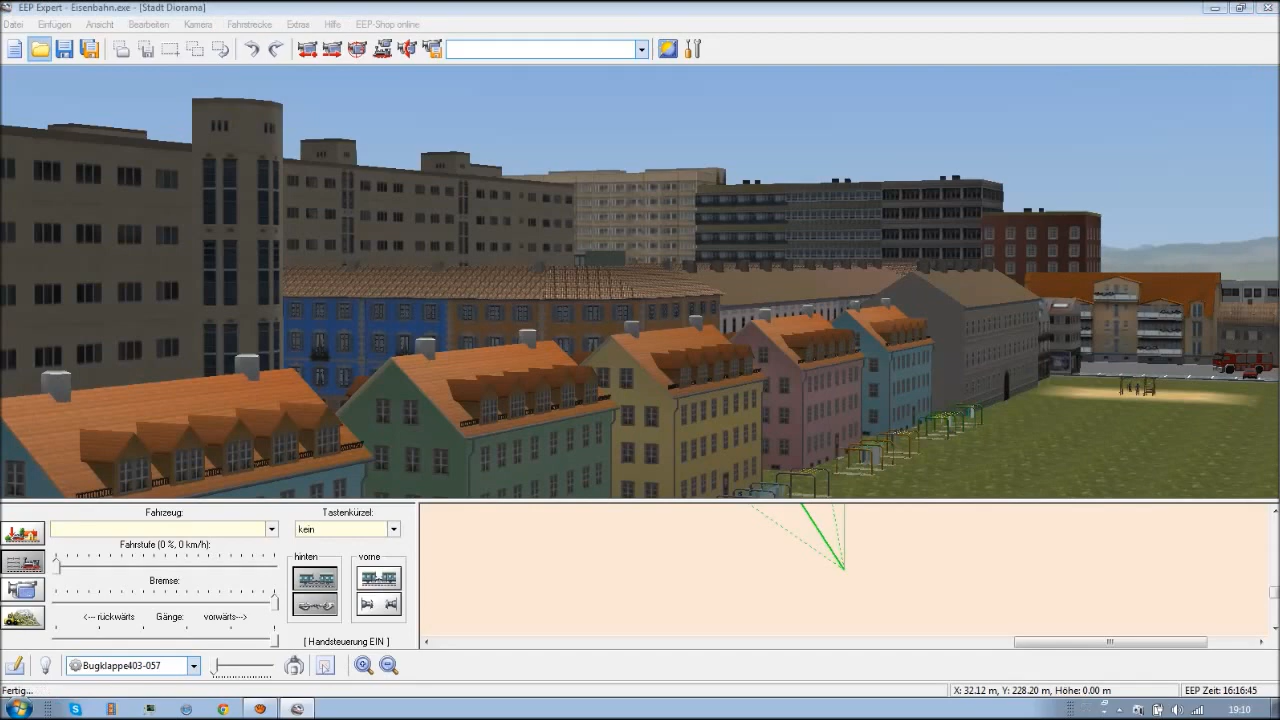 EEP Expert - Eisenbahn.exe - [Stadt Diorama]
Datei Einfügen Ansicht Bearbeiten Kamera Fahrstrecke Extras Hilfe EEP-Shop online
Fahrzeug:
Tastenkürzel:
kein
Fahrstufe (0 %, 0 km/h):
hinten
vorne
Bremse:
<--- rückwärts Gänge: vorwärts--->
[ Handsteuerung EIN ]
Bugklappe403-057
Fertig...
X: 32.12 m, Y: 228.20 m, Höhe: 0.00 m
EEP Zeit: 16:16:45
19:10